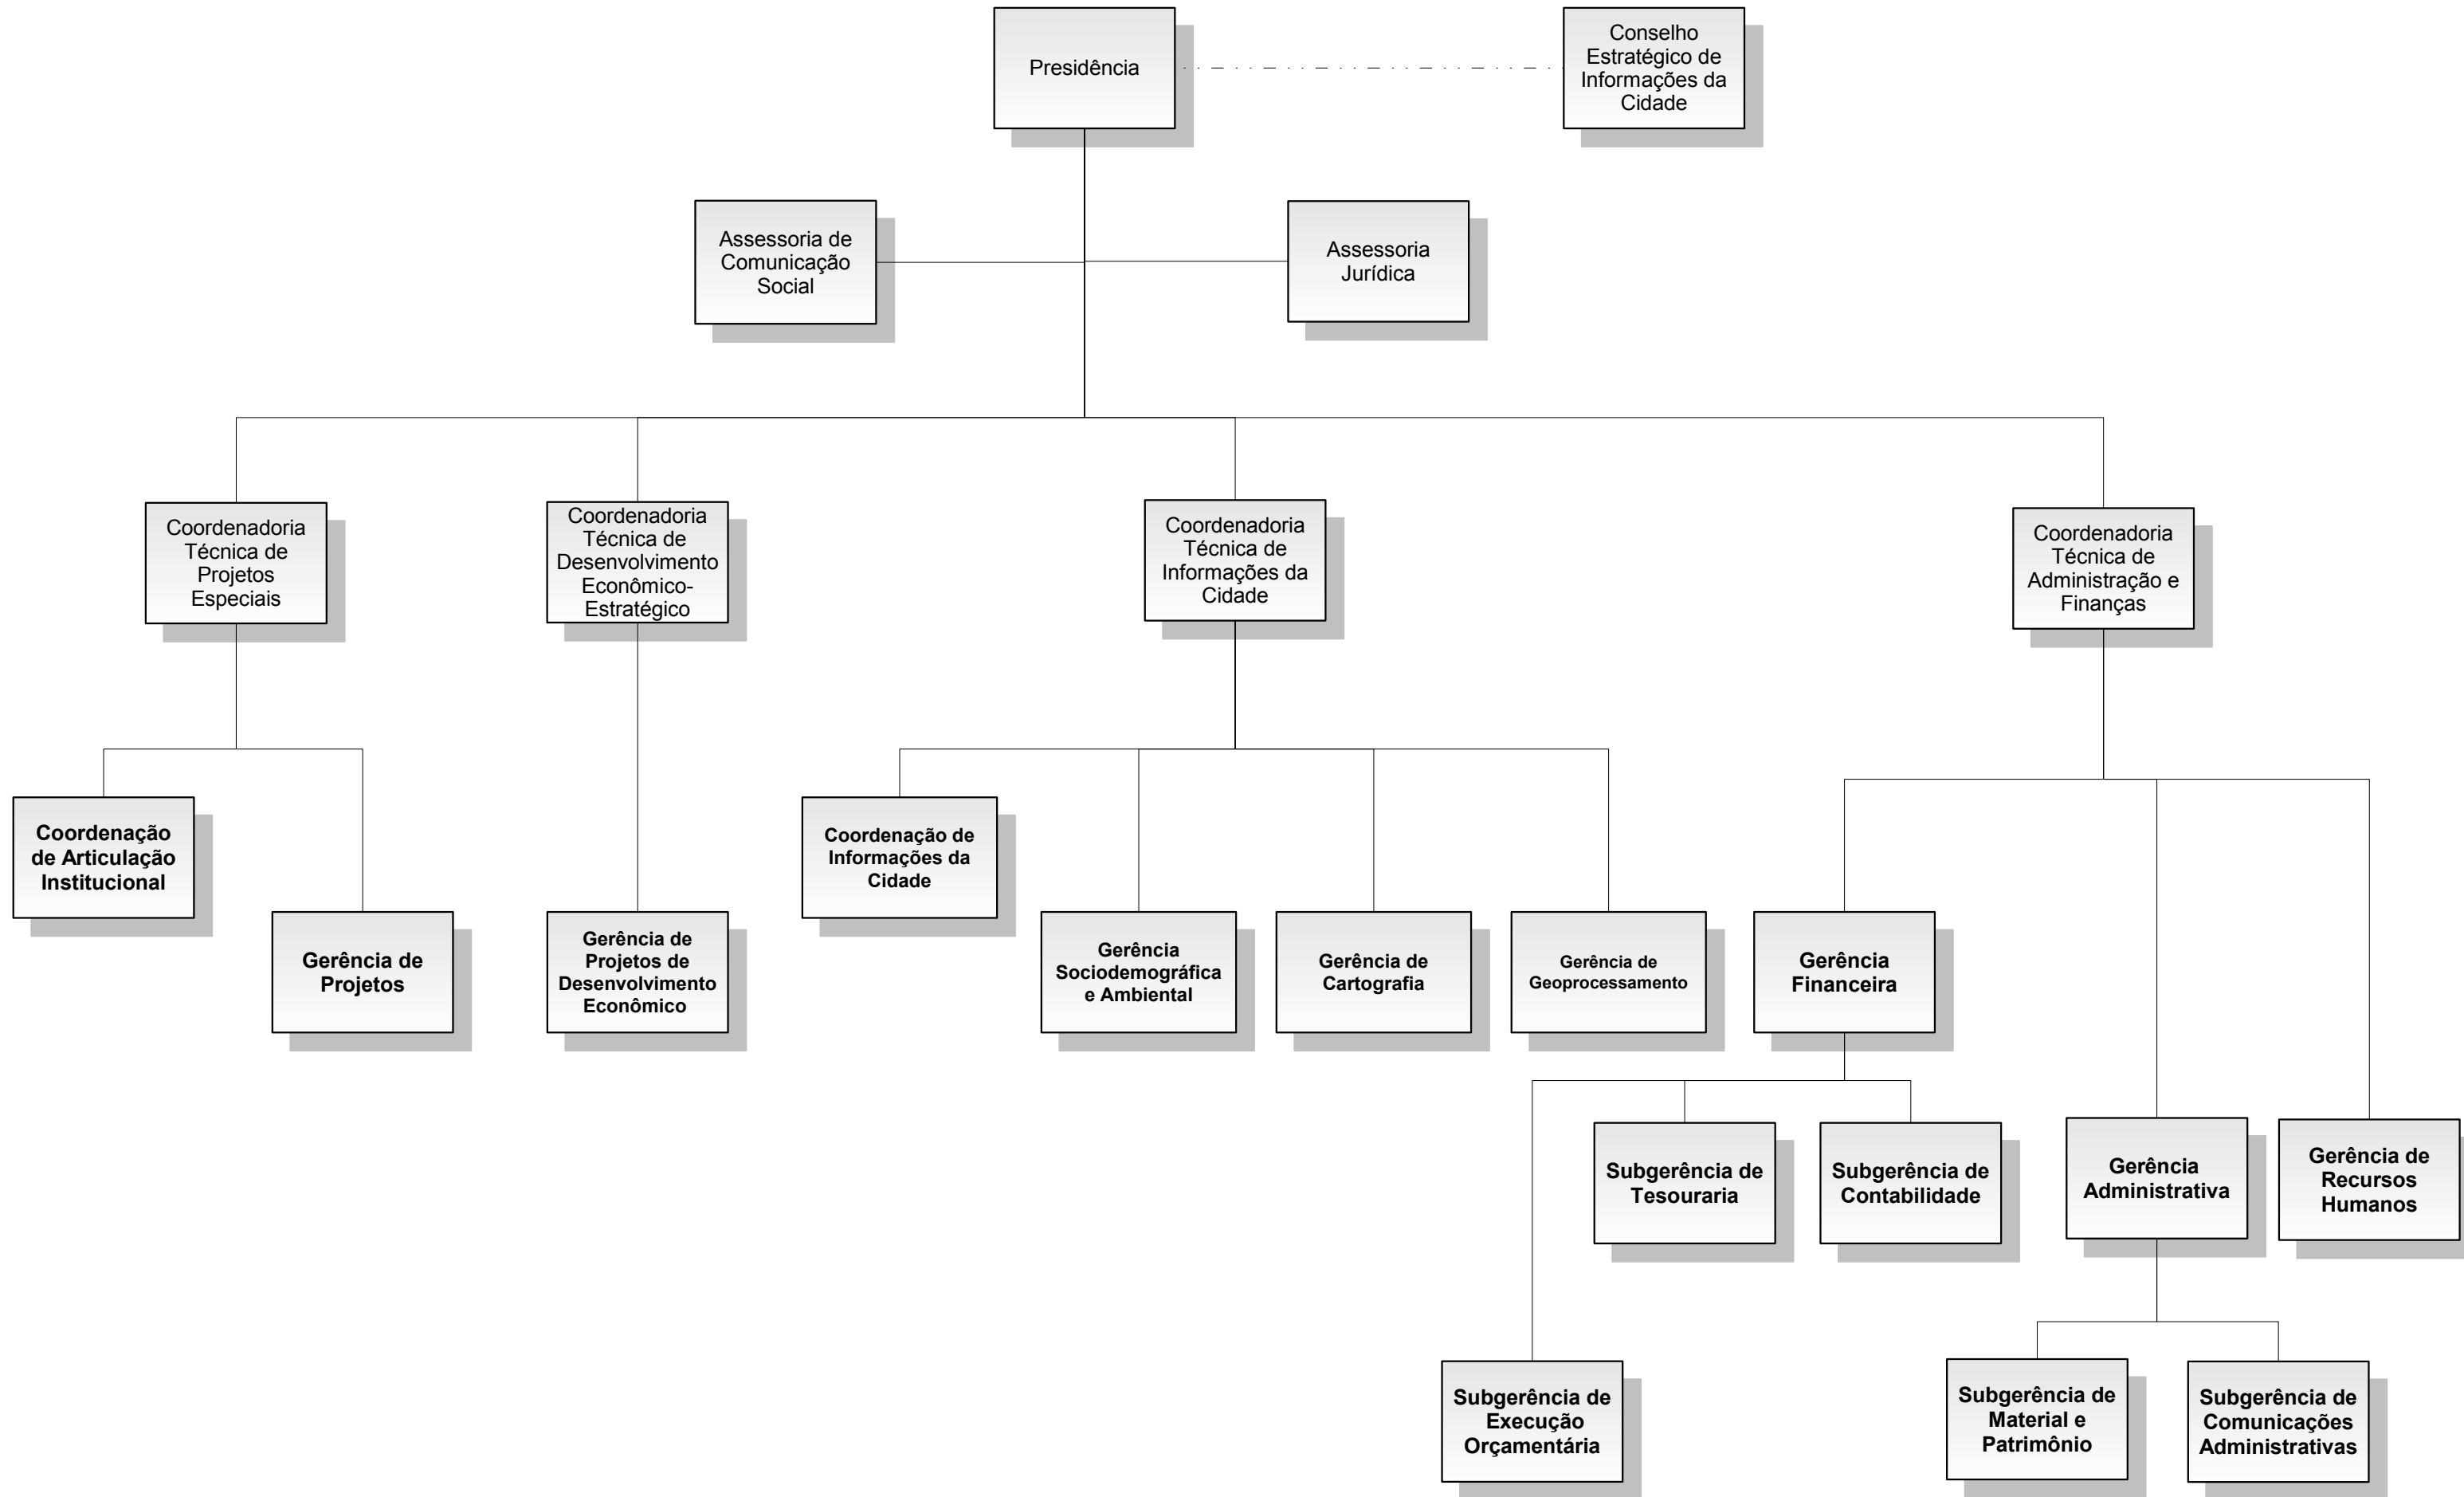 Presidência
Conselho
Estratégico de
Informações da
Cidade
Assessoria de
Comunicação
Social
Assessoria
Jurídica
Coordenadoria
Técnica de
Projetos
Especiais
Coordenadoria
Técnica de
Desenvolvimento
Econômico-
Estratégico
Coordenadoria
Técnica de
Informações da
Cidade
Coordenadoria
Técnica de
Administração e
Finanças
Coordenação
de Articulação
Institucional
Gerência de
Projetos
Gerência de
Projetos de
Desenvolvimento
Econômico
Coordenação de
Informações da
Cidade
Gerência
Sociodemográfica
e Ambiental
Gerência de
Cartografia
Gerência de
Geoprocessamento
Gerência
Financeira
Subgerência de
Tesouraria
Subgerência de
Contabilidade
Gerência
Administrativa
Gerência de
Recursos
Humanos
Subgerência de
Execução
Orçamentária
Subgerência de
Material e
Patrimônio
Subgerência de
Comunicações
Administrativas